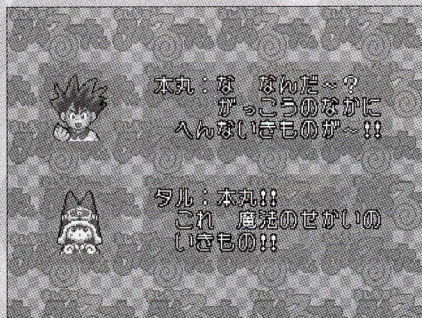 本丸：な なんだ～？
がっこうのなかに
へんないきものが～!!
タル：本丸!!
これ 魔法のせかいの
いきもの!!